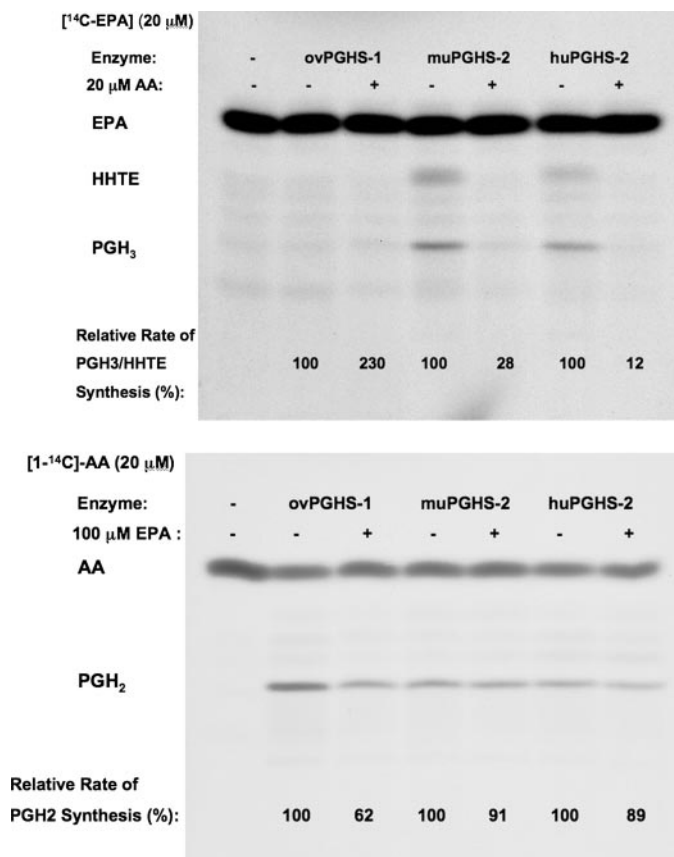 [¹⁴C-EPA] (20 μM)
Enzyme: - ovPGHS-1 muPGHS-2 huPGHS-2
20 μM AA: - - + - + - +
EPA
HHTE
PGH₃
Relative Rate of
PGH3/HHTE 100 230 100 28 100 12
Synthesis (%):
[1-¹⁴C]-AA (20 μM)
Enzyme: - ovPGHS-1 muPGHS-2 huPGHS-2
100 μM EPA : - - + - + - +
AA
PGH₂
Relative Rate of
PGH2 Synthesis (%): 100 62 100 91 100 89